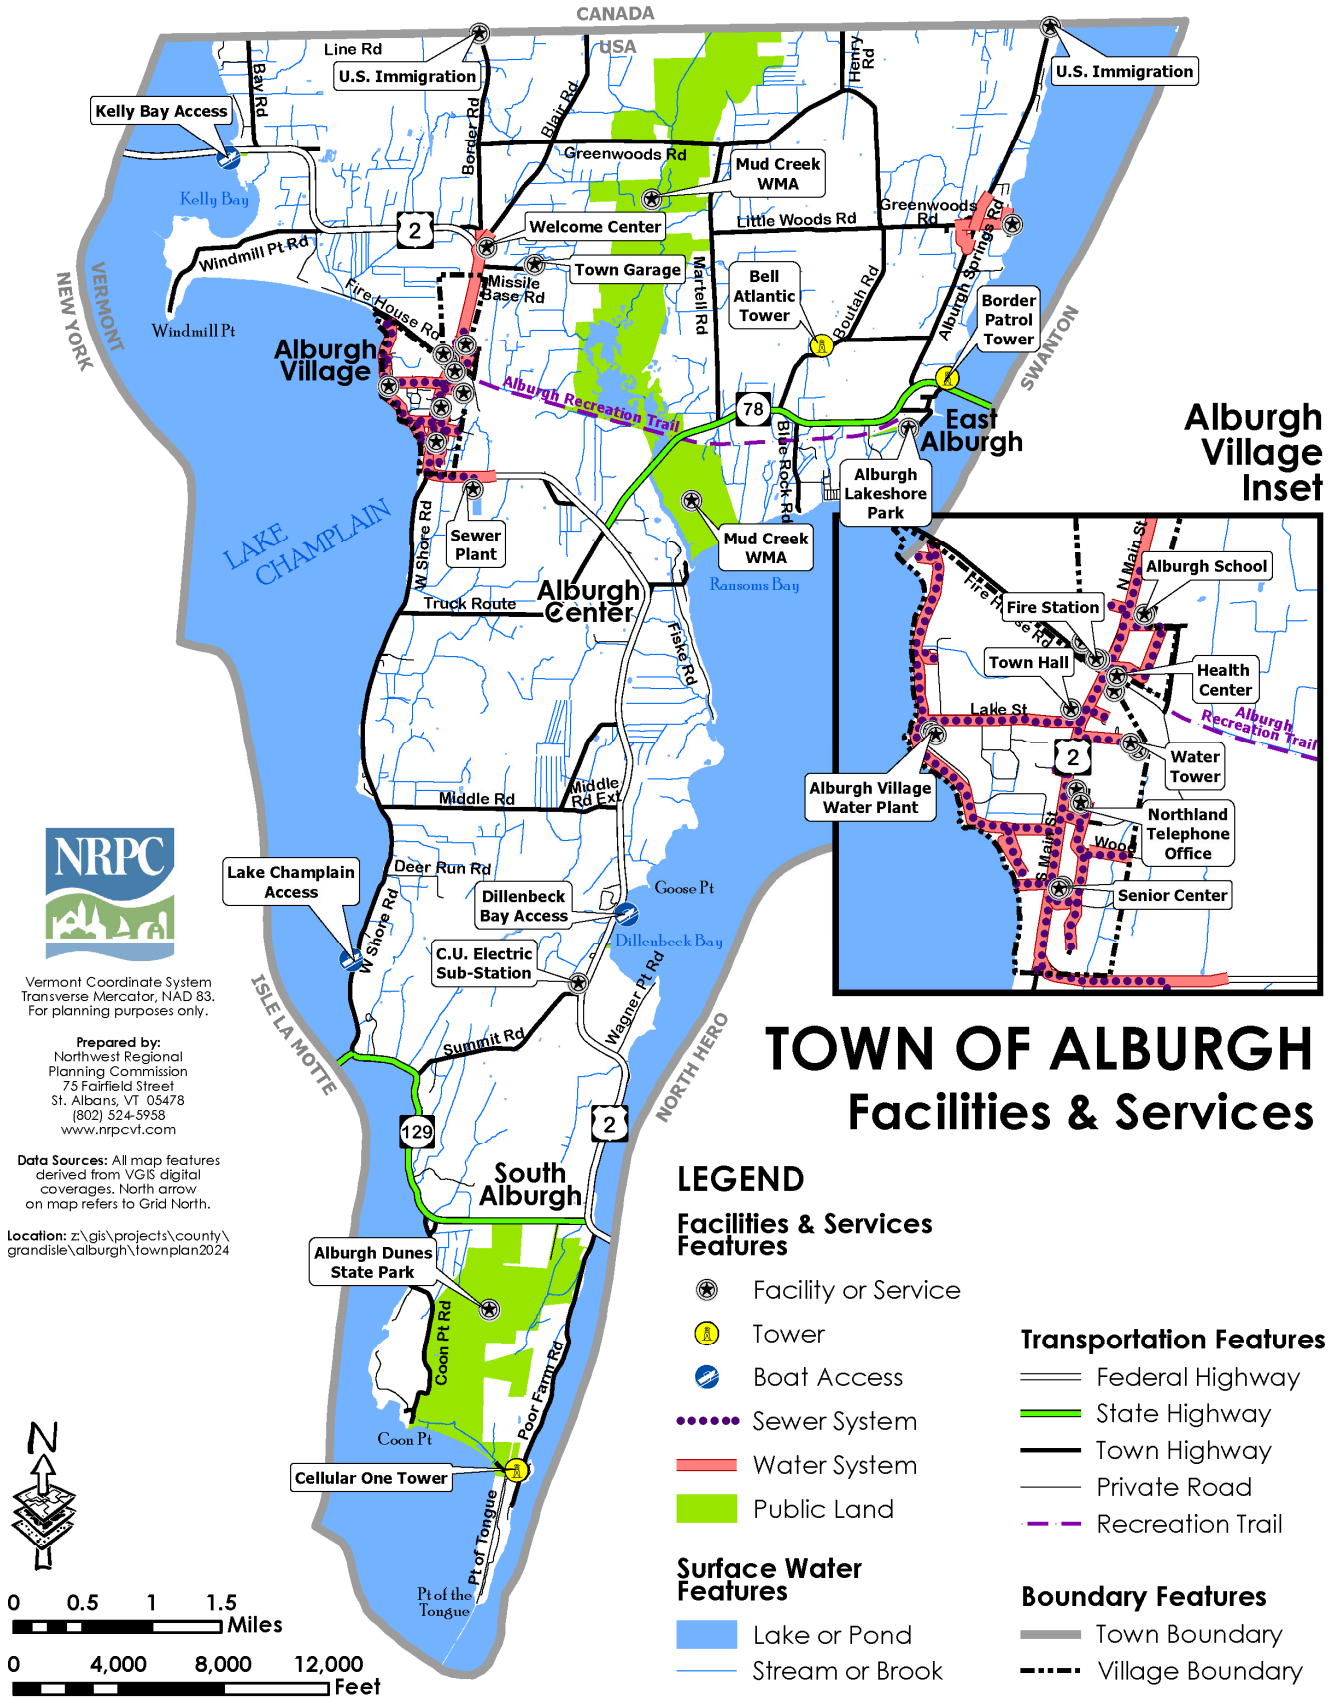 CANADA
USA
Line Rd
U.S. Immigration
Bay Rd
Border Rd
Blair Rd
Henry
Rd
U.S. Immigration
Kelly Bay Access
Kelly Bay
Greenwoods Rd
Mud Creek
WMA
2
Welcome Center
Little Woods Rd
Greenwoods
Rd
Windmill Pt Rd
Town Garage
Missile
Base Rd
Martell Rd
Bell
Atlantic
Tower
Boutah Rd
Alburgh Springs Rd
Border
Patrol
Tower
VERMONT
NEW YORK
Windmill Pt
Fire House Rd
Alburgh
Village
SWANTON
Alburgh Recreation Trail
78
East
Alburgh
Blue Rock Rd
Alburgh
Lakeshore
Park
LAKE
CHAMPLAIN
W Shore Rd
Sewer
Plant
Mud Creek
WMA
Ransoms Bay
Alburgh
Center
Truck Route
Fiske Rd
Alburgh
Village
Inset
N Main St
Alburgh School
Fire House Rd
Fire Station
Town Hall
Health
Center
Lake St
Alburgh
Recreation Trail
2
Water
Tower
Alburgh Village
Water Plant
Northland
Telephone
Office
S Main St
Wood
Senior Center
Middle Rd
Middle
Rd Ext
Deer Run Rd
Lake Champlain
Access
Dillenbeck
Bay Access
Goose Pt
Dillenbeck Bay
W Shore Rd
C.U. Electric
Sub-Station
Wagner Pt Rd
Summit Rd
ISLE LA MOTTE
NORTH HERO
129
2
South
Alburgh
Alburgh Dunes
State Park
Coon Pt Rd
Poor Farm Rd
Coon Pt
Cellular One Tower
Pt of Tongue
Pt of the
Tongue
NRPC
Vermont Coordinate System
Transverse Mercator, NAD 83.
For planning purposes only.
Prepared by:
Northwest Regional
Planning Commission
75 Fairfield Street
St. Albans, VT 05478
(802) 524-5958
www.nrpcvt.com
Data Sources: All map features
derived from VGIS digital
coverages. North arrow
on map refers to Grid North.
Location: z:\gis\projects\county\
grandisle\alburgh\townplan2024
N
0 0.5 1 1.5
Miles
0 4,000 8,000 12,000
Feet
TOWN OF ALBURGH
Facilities & Services
LEGEND
Facilities & Services
Features
Facility or Service
Tower
Boat Access
Sewer System
Water System
Public Land
Surface Water
Features
Lake or Pond
Stream or Brook
Transportation Features
Federal Highway
State Highway
Town Highway
Private Road
Recreation Trail
Boundary Features
Town Boundary
Village Boundary